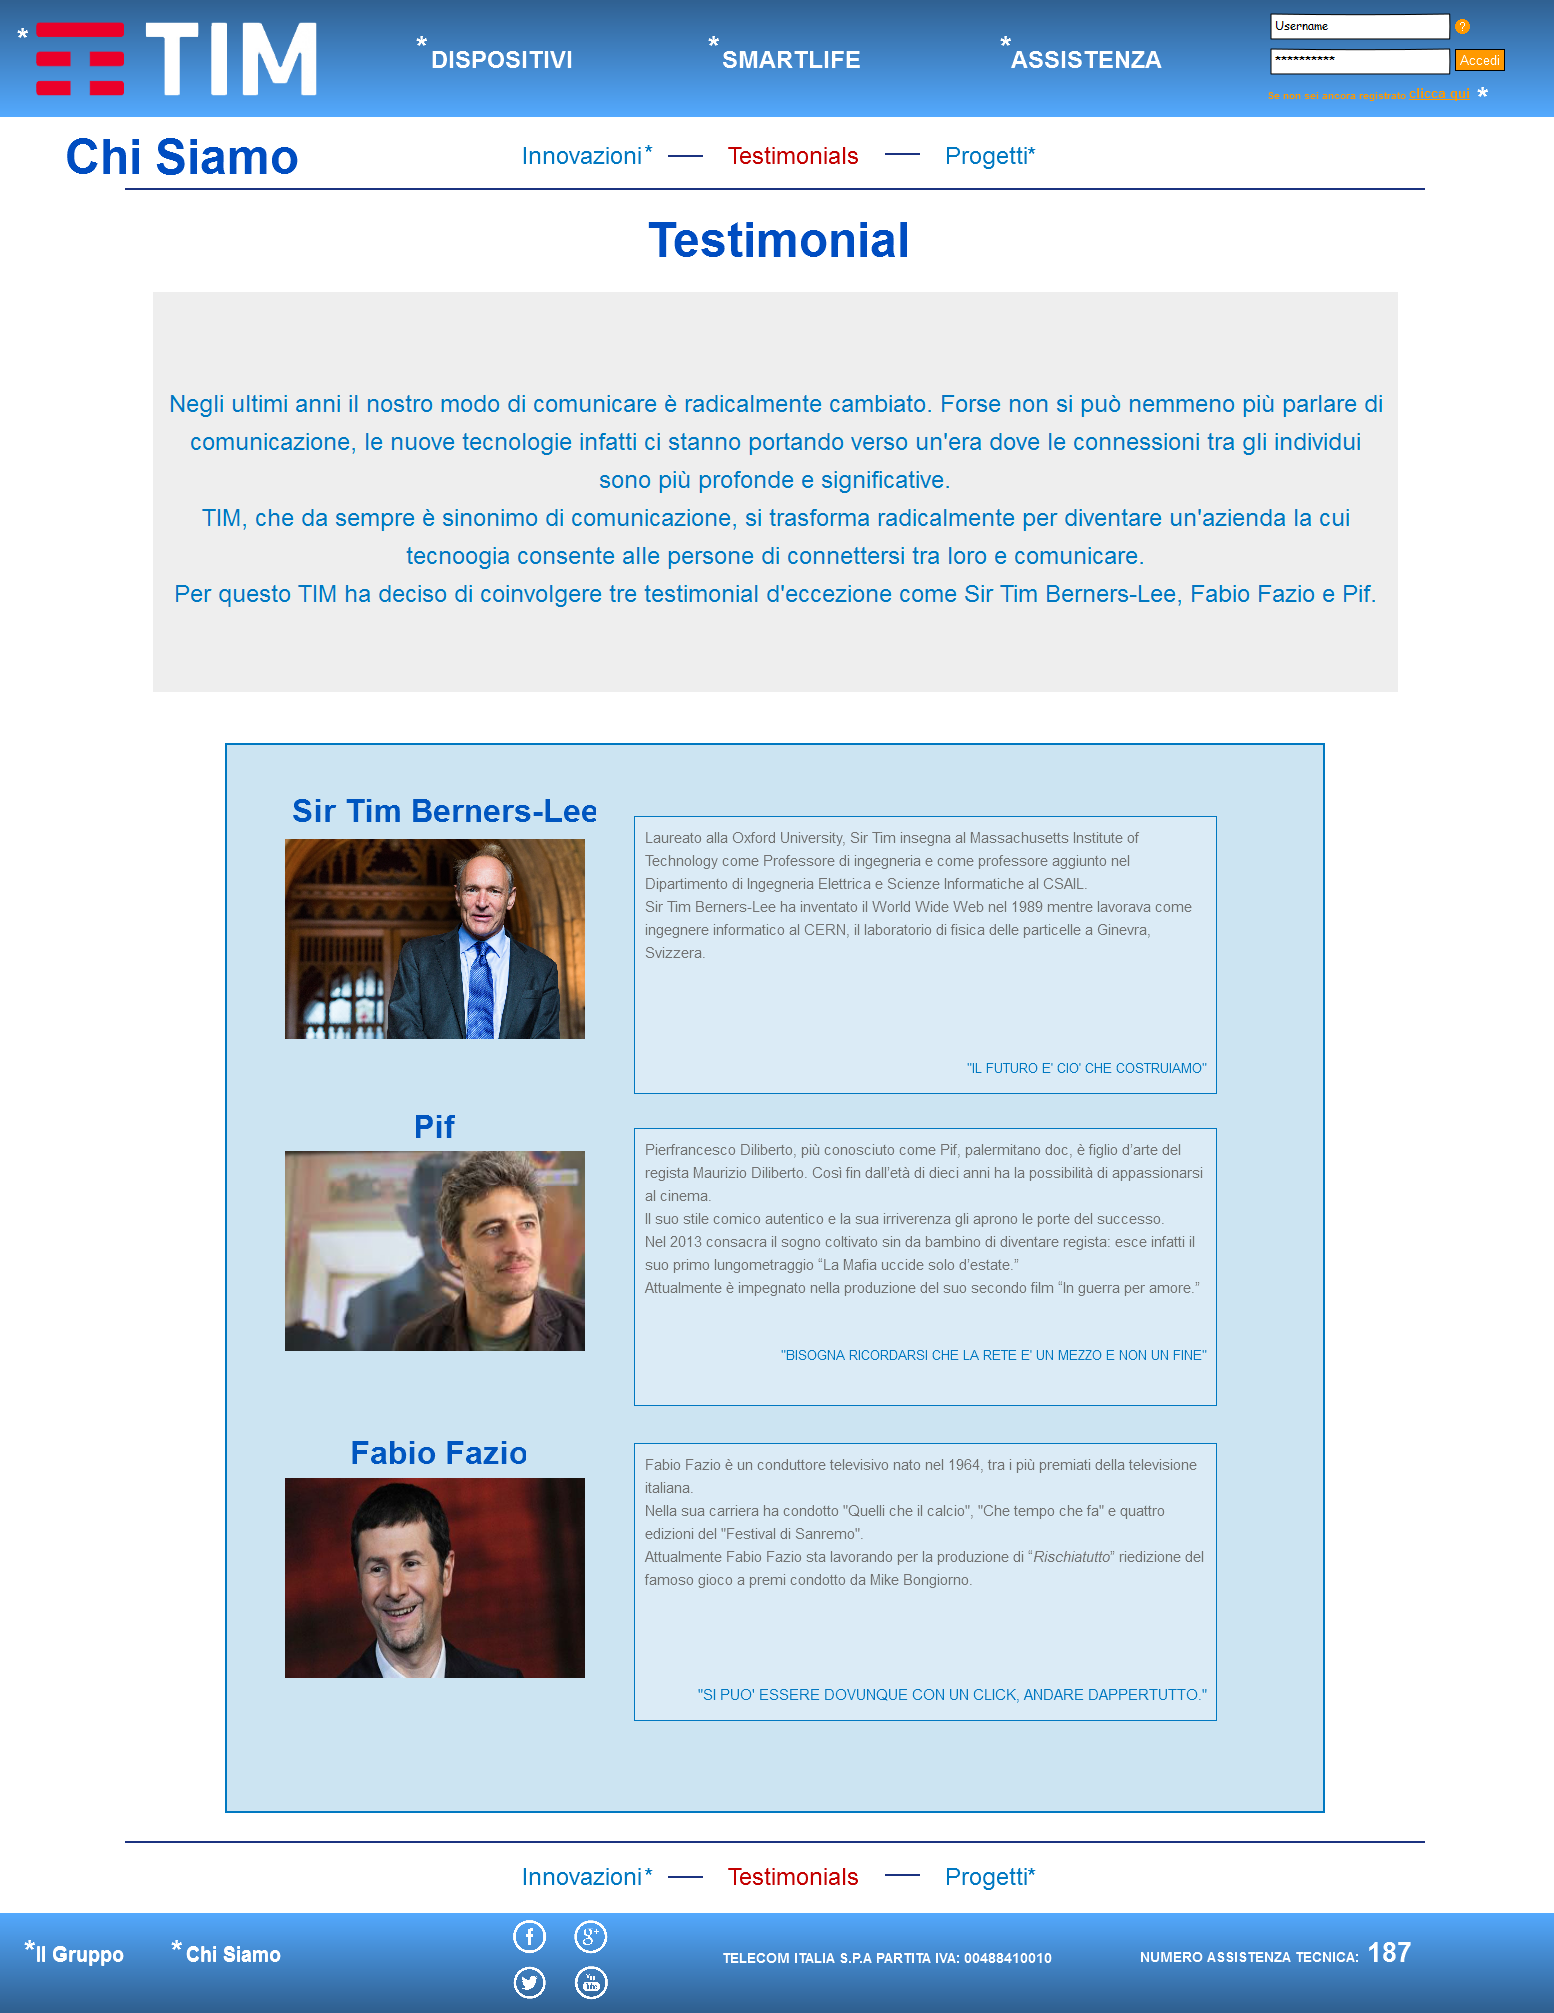 * TIM
*DISPOSITIVI
*SMARTLIFE
*ASSISTENZA
Username
?
**********
Accedi
Se non sei ancora registrato clicca qui *
Chi Siamo
Innovazioni* — Testimonials — Progetti*
Testimonial
Negli ultimi anni il nostro modo di comunicare è radicalmente cambiato. Forse non si può nemmeno più parlare di
comunicazione, le nuove tecnologie infatti ci stanno portando verso un'era dove le connessioni tra gli individui
sono più profonde e significative.
TIM, che da sempre è sinonimo di comunicazione, si trasforma radicalmente per diventare un'azienda la cui
tecnoogia consente alle persone di connettersi tra loro e comunicare.
Per questo TIM ha deciso di coinvolgere tre testimonial d'eccezione come Sir Tim Berners-Lee, Fabio Fazio e Pif.
Sir Tim Berners-Lee
Laureato alla Oxford University, Sir Tim insegna al Massachusetts Institute of
Technology come Professore di ingegneria e come professore aggiunto nel
Dipartimento di Ingegneria Elettrica e Scienze Informatiche al CSAIL.
Sir Tim Berners-Lee ha inventato il World Wide Web nel 1989 mentre lavorava come
ingegnere informatico al CERN, il laboratorio di fisica delle particelle a Ginevra,
Svizzera.
"IL FUTURO E' CIO' CHE COSTRUIAMO"
Pif
Pierfrancesco Diliberto, più conosciuto come Pif, palermitano doc, è figlio d’arte del
regista Maurizio Diliberto. Così fin dall’età di dieci anni ha la possibilità di appassionarsi
al cinema.
Il suo stile comico autentico e la sua irriverenza gli aprono le porte del successo.
Nel 2013 consacra il sogno coltivato sin da bambino di diventare regista: esce infatti il
suo primo lungometraggio “La Mafia uccide solo d’estate.”
Attualmente è impegnato nella produzione del suo secondo film “In guerra per amore.”
"BISOGNA RICORDARSI CHE LA RETE E' UN MEZZO E NON UN FINE"
Fabio Fazio
Fabio Fazio è un conduttore televisivo nato nel 1964, tra i più premiati della televisione
italiana.
Nella sua carriera ha condotto "Quelli che il calcio", "Che tempo che fa" e quattro
edizioni del "Festival di Sanremo".
Attualmente Fabio Fazio sta lavorando per la produzione di “Rischiatutto” riedizione del
famoso gioco a premi condotto da Mike Bongiorno.
"SI PUO' ESSERE DOVUNQUE CON UN CLICK, ANDARE DAPPERTUTTO."
Innovazioni* — Testimonials — Progetti*
*Il Gruppo
*Chi Siamo
f
g+
TELECOM ITALIA S.P.A PARTITA IVA: 00488410010
NUMERO ASSISTENZA TECNICA: 187